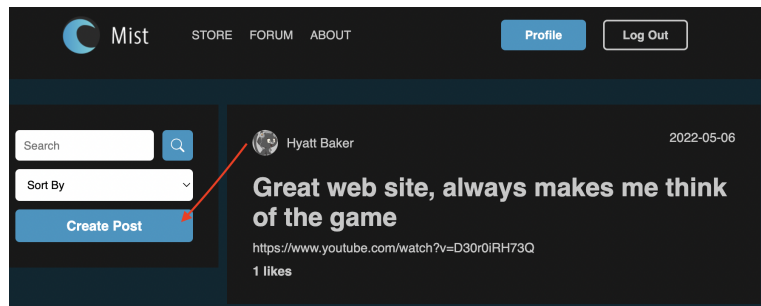 Mist
STORE
FORUM
ABOUT
Profile
Log Out
Search
Sort By
Create Post
Hyatt Baker
2022-05-06
Great web site, always makes me think
of the game
https://www.youtube.com/watch?v=D30r0iRH73Q
1 likes